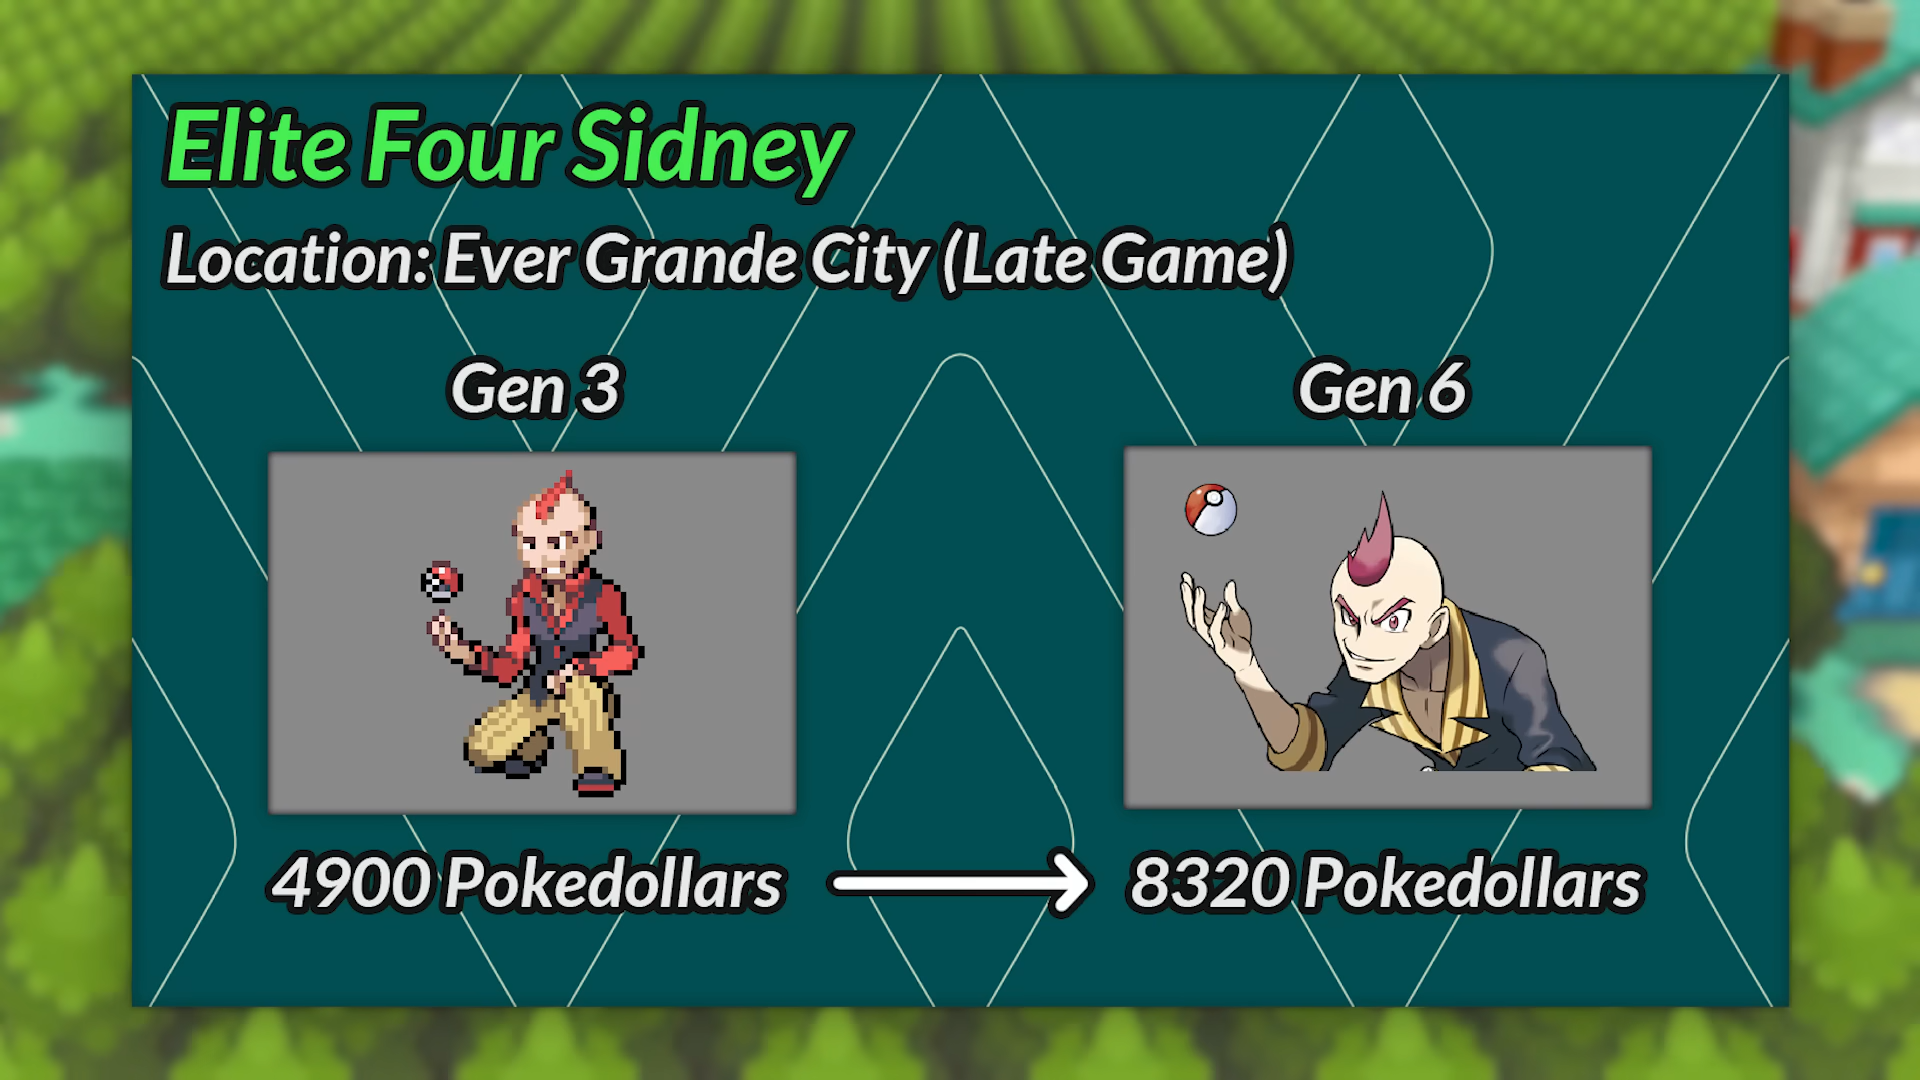 Elite Four Sidney
Location: Ever Grande City (Late Game)
Gen 3
Gen 6
4900 Pokedollars
8320 Pokedollars